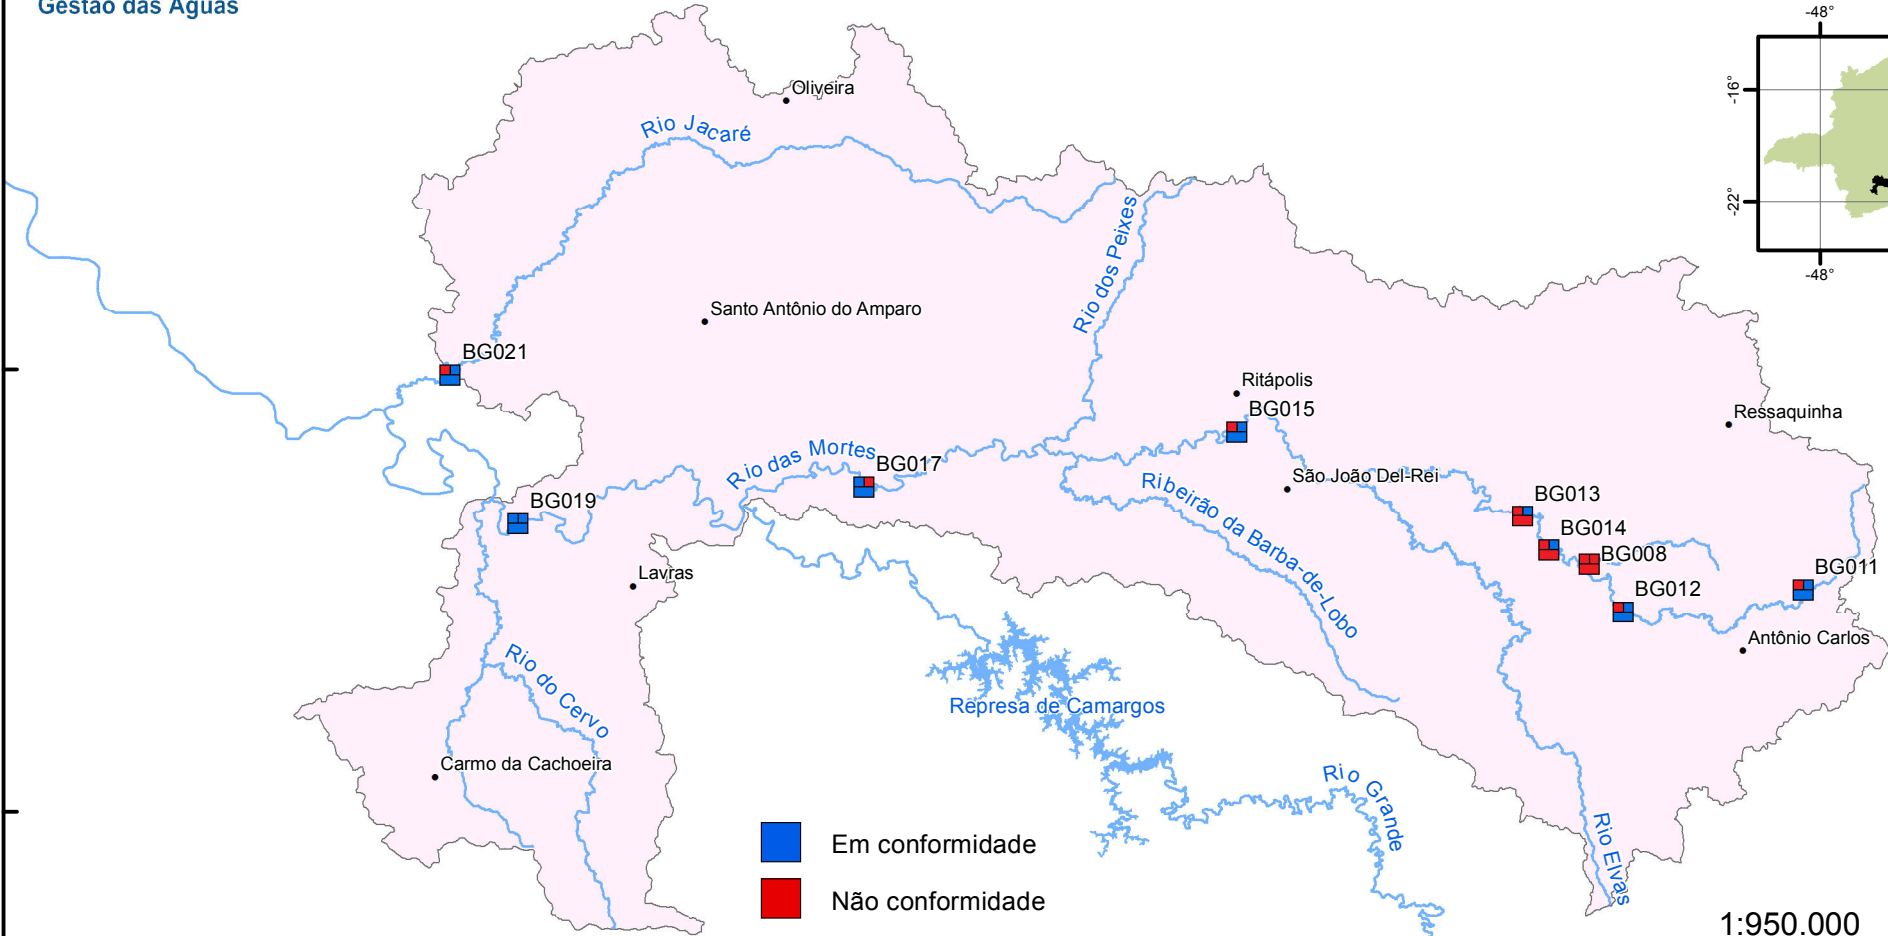 Gestão das Águas
-48°
-16°
-22°
-48°
Oliveira
Rio Jacaré
Rio dos Peixes
Santo Antônio do Amparo
BG021
Ritápolis
BG015
Ressaquinha
Rio das Mortes
BG017
São João Del-Rei
Ribeirão da Barba-de-Lobo
BG019
BG013
BG014
BG008
BG011
BG012
Lavras
Antônio Carlos
Rio do Cervo
Represa de Camargos
Carmo da Cachoeira
Rio Grande
Rio Elvas
Em conformidade
Não conformidade
1:950.000